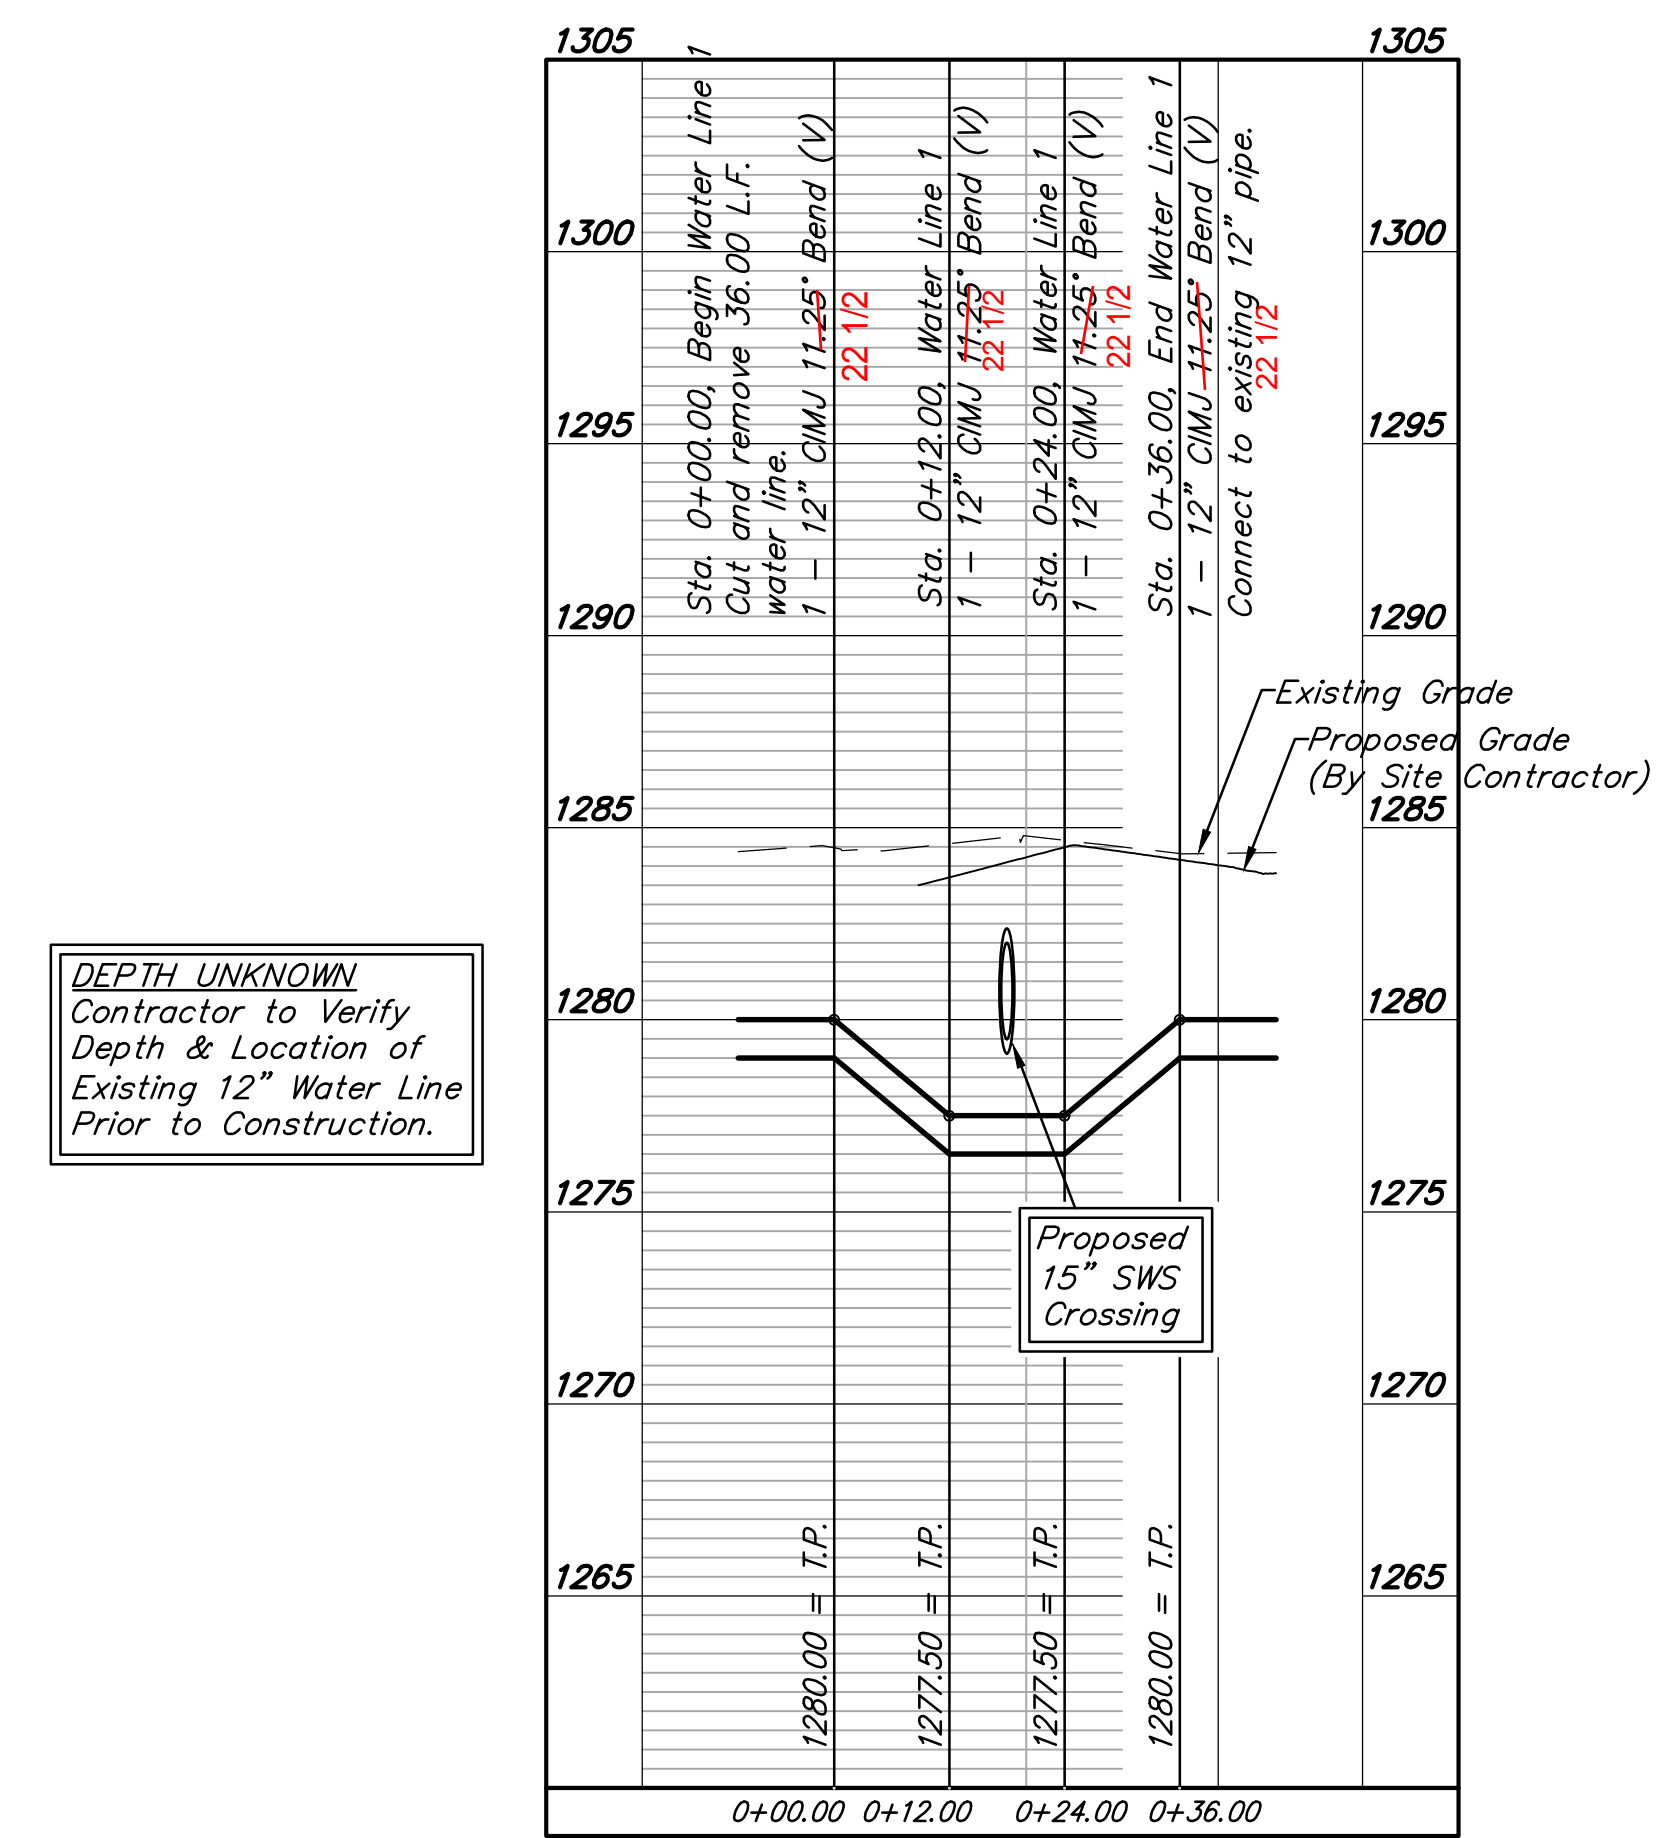 1305
1305
Sta. 0+00.00, Begin Water Line 1
Cut and remove 36.00 L.F.
water line.
1 - 12" CIMJ 11.25° Bend (V)
22 1/2
Sta. 0+12.00, Water Line 1
1 - 12" CIMJ 11.25° Bend (V)
22 1/2
Sta. 0+24.00, Water Line 1
1 - 12" CIMJ 11.25° Bend (V)
22 1/2
Sta. 0+36.00, End Water Line 1
1 - 12" CIMJ 11.25° Bend (V)
Connect to existing 12" pipe.
22 1/2
1300
1300
1295
1295
1290
1290
Existing Grade
Proposed Grade
(By Site Contractor)
1285
1285
DEPTH UNKNOWN
Contractor to Verify
Depth & Location of
Existing 12" Water Line
Prior to Construction.
1280
1280
1275
1275
Proposed
15" SWS
Crossing
1270
1270
1265
1265
1280.00 = T.P.
1277.50 = T.P.
1277.50 = T.P.
1280.00 = T.P.
0+00.00 0+12.00 0+24.00 0+36.00